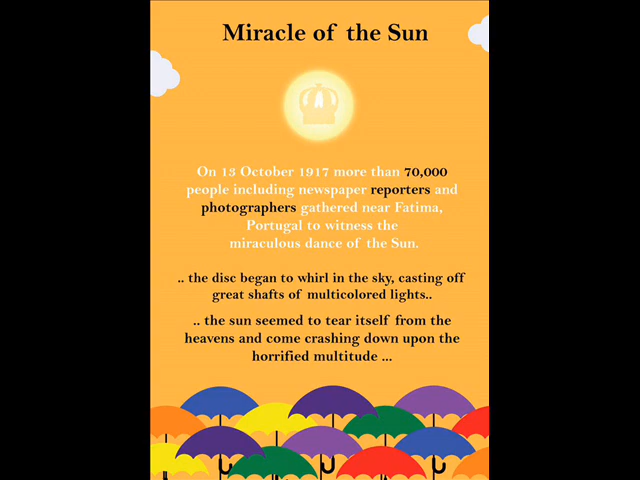 Miracle of the Sun
On 13 October 1917 more than 70,000
people including newspaper reporters and
photographers gathered near Fatima,
Portugal to witness the
miraculous dance of the Sun.
.. the disc began to whirl in the sky, casting off
great shafts of multicolored lights..
.. the sun seemed to tear itself from the
heavens and come crashing down upon the
horrified multitude ...